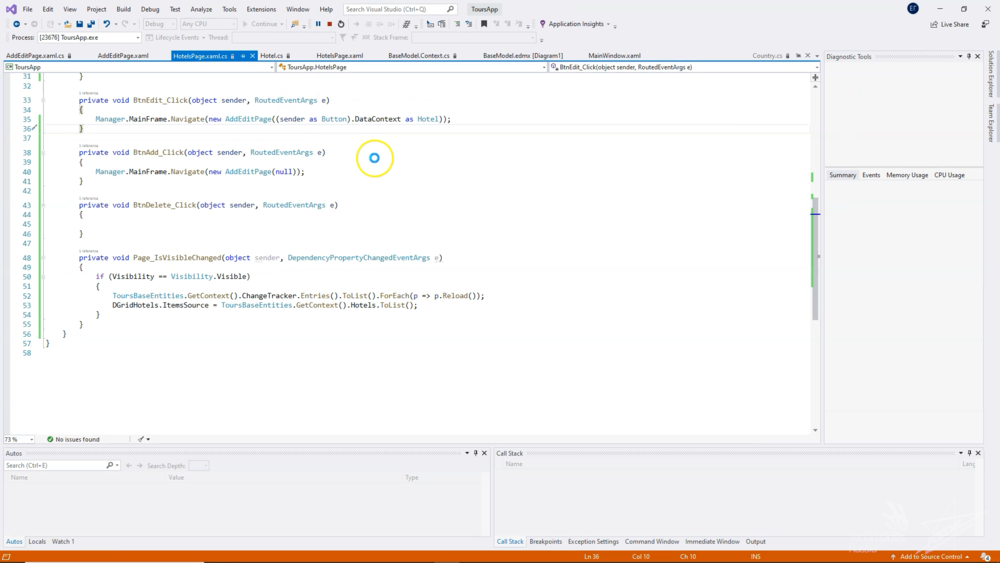 File Edit View Project Build Debug Test Analyze Tools Extensions Window Help Search Visual Studio (Ctrl+Q) ToursApp
Debug Any CPU Continue Application Insights Live Share
Process: [23676] ToursApp.exe Lifecycle Events Thread: Stack Frame:
AddEditPage.xaml.cs AddEditPage.xaml HotelsPage.xaml.cs Hotel.cs HotelsPage.xaml BaseModel.Context.cs BaseModel.edmx [Diagram1] MainWindow.xaml Country.cs Diagnostic Tools
ToursApp ToursApp.HotelsPage BtnEdit_Click(object sender, RoutedEventArgs e)
Solution Explorer
Team Explorer
31 }
32
33 private void BtnEdit_Click(object sender, RoutedEventArgs e)
34 {
35 Manager.MainFrame.Navigate(new AddEditPage((sender as Button).DataContext as Hotel));
36 }
37
1 reference
38 private void BtnAdd_Click(object sender, RoutedEventArgs e)
39 {
40 Manager.MainFrame.Navigate(new AddEditPage(null));
41 }
42
1 reference
43 private void BtnDelete_Click(object sender, RoutedEventArgs e)
44 {
45
46 }
47
1 reference
48 private void Page_IsVisibleChanged(object sender, DependencyPropertyChangedEventArgs e)
49 {
50 if (Visibility == Visibility.Visible)
51 {
52 ToursBaseEntities.GetContext().ChangeTracker.Entries().ToList().ForEach(p => p.Reload());
53 DGridHotels.ItemsSource = ToursBaseEntities.GetContext().Hotels.ToList();
54 }
55 }
56 }
57 }
58
Summary Events Memory Usage CPU Usage
73 % No issues found
Autos
Search (Ctrl+E) Search Depth:
Name Value Type
Call Stack
Name Lang
Autos Locals Watch 1
Call Stack Breakpoints Exception Settings Command Window Immediate Window Output
Ln 36 Col 10 Ch 10 INS Add to Source Control